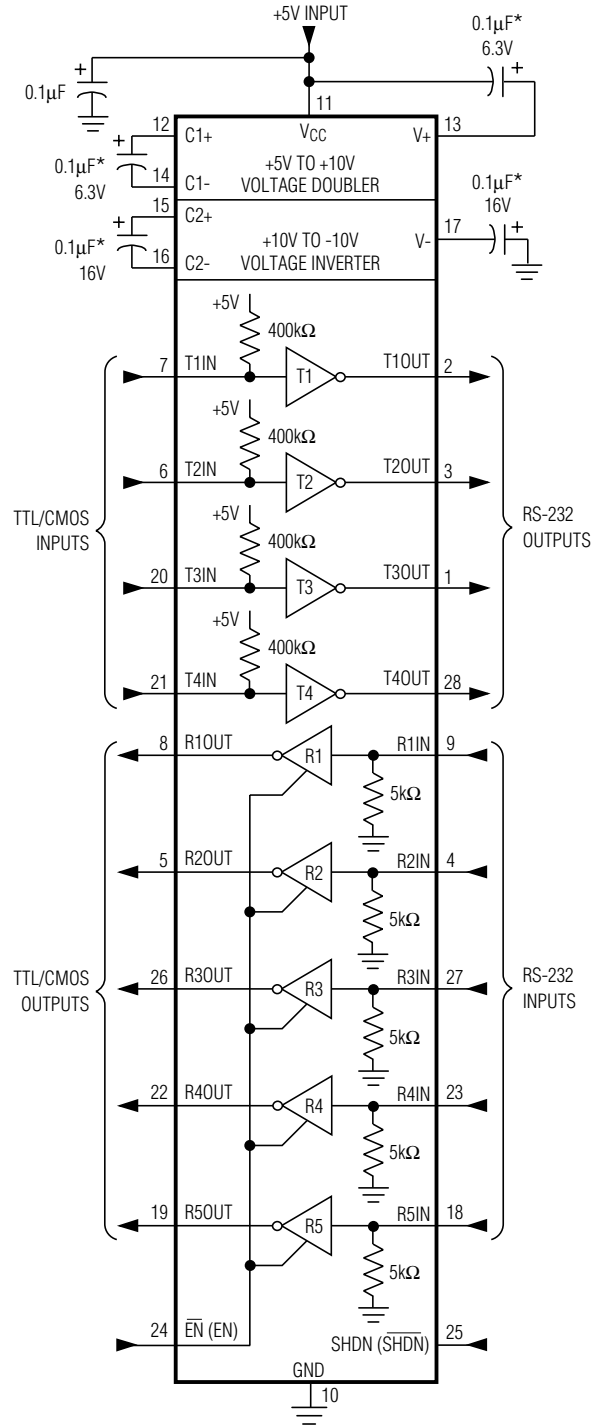 +5V INPUT
0.1µF*
6.3V
+
+
0.1µF
11
12
C1+
VCC
V+
13
+
0.1µF*
6.3V
14
C1-
+5V TO +10V
VOLTAGE DOUBLER
15
C2+
+
0.1µF*
16V
16
C2-
+10V TO -10V
VOLTAGE INVERTER
V-
17
0.1µF*
16V
+
+5V
400kΩ
7
T1IN
T1
T1OUT
2
+5V
400kΩ
6
T2IN
T2
T2OUT
3
TTL/CMOS
INPUTS
RS-232
OUTPUTS
+5V
400kΩ
20
T3IN
T3
T3OUT
1
+5V
400kΩ
21
T4IN
T4
T4OUT
28
8
R1OUT
R1
R1IN
9
5kΩ
5
R2OUT
R2
R2IN
4
5kΩ
TTL/CMOS
OUTPUTS
RS-232
INPUTS
26
R3OUT
R3
R3IN
27
5kΩ
22
R4OUT
R4
R4IN
23
5kΩ
19
R5OUT
R5
R5IN
18
5kΩ
24
E̅N̅ (EN)
SHDN (S̅H̅D̅N̅)
25
GND
10